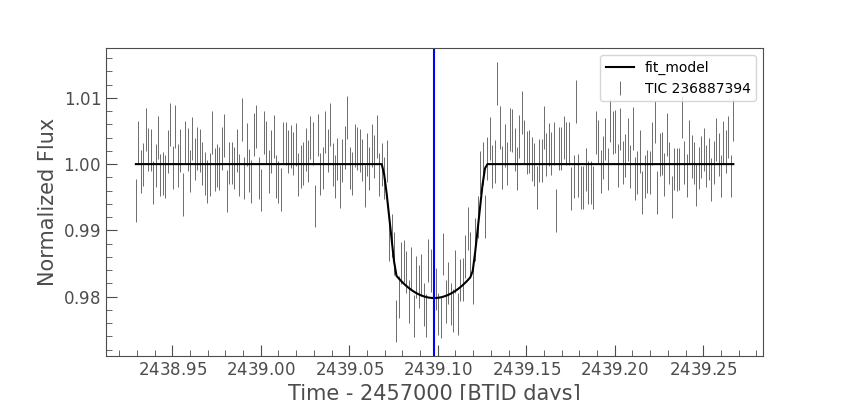 fit_model
TIC 236887394
1.01
1.00
0.99
0.98
Normalized Flux
2438.95 2439.00 2439.05 2439.10 2439.15 2439.20 2439.25
Time - 2457000 [BTJD days]